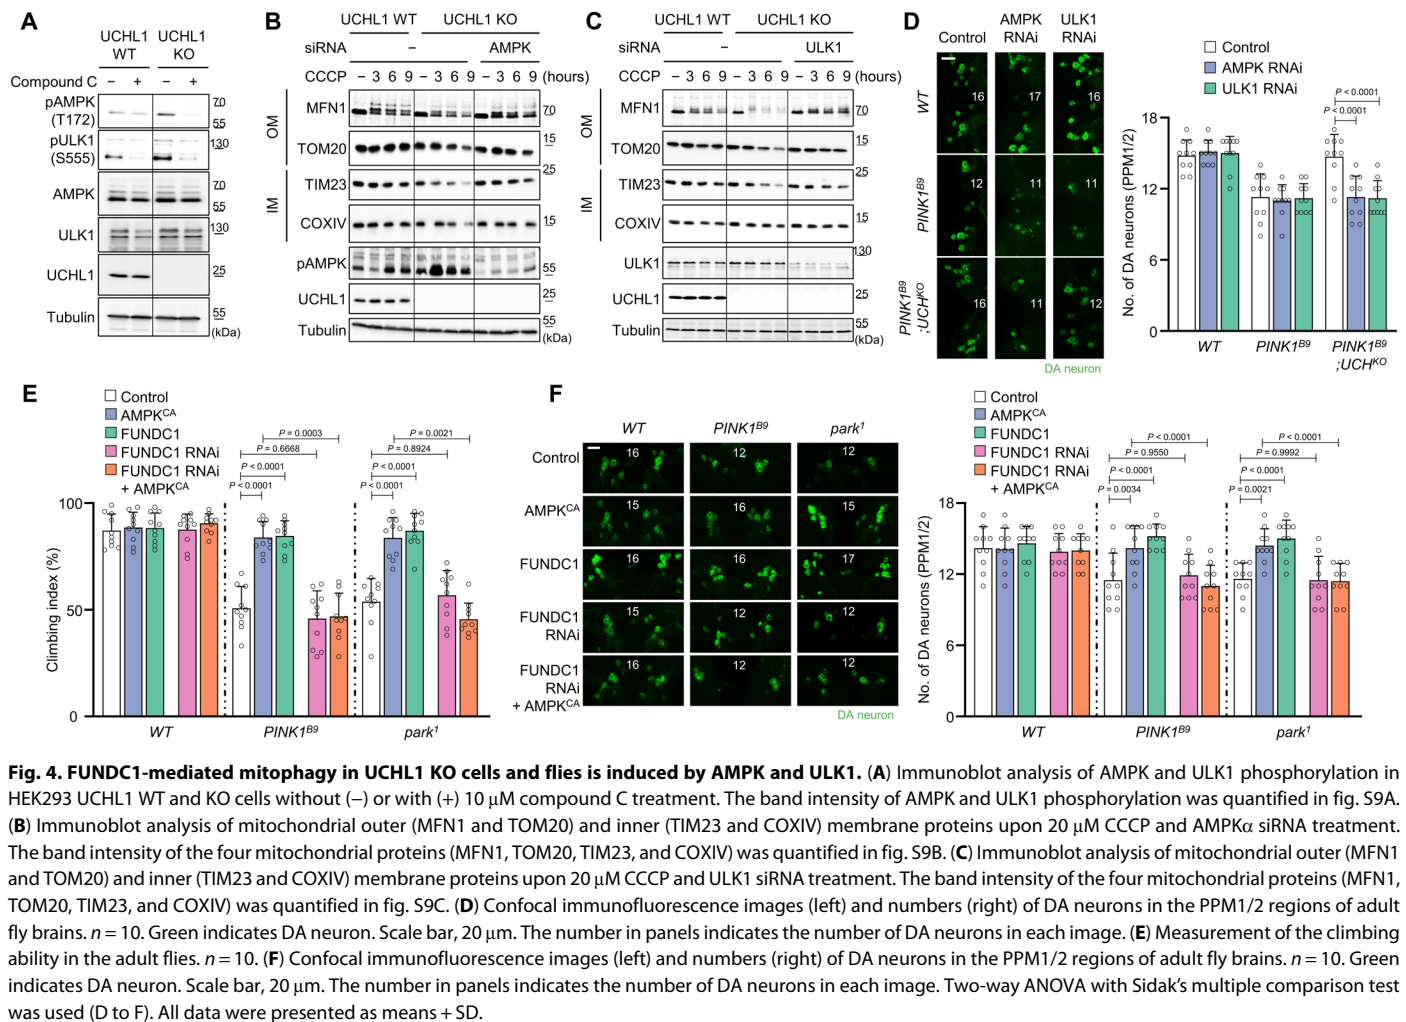 A
UCHL1 WT
UCHL1 KO
Compound C − + − +
pAMPK (T172)
70
55
pULK1 (S555)
130
AMPK
70
55
ULK1
130
UCHL1
25
Tubulin
55
(kDa)
B
UCHL1 WT UCHL1 KO
siRNA − AMPK
CCCP − 3 6 9 − 3 6 9 − 3 6 9 (hours)
OM
MFN1
70
TOM20
15
IM
TIM23
25
COXIV
15
pAMPK
55
UCHL1
25
Tubulin
55
(kDa)
C
UCHL1 WT UCHL1 KO
siRNA − ULK1
CCCP − 3 6 9 − 3 6 9 − 3 6 9 (hours)
OM
MFN1
70
TOM20
15
IM
TIM23
25
COXIV
15
ULK1
130
UCHL1
25
Tubulin
55
(kDa)
D
Control
AMPK RNAi
ULK1 RNAi
WT
16 17 16
PINK1B9
12 11 11
PINK1B9 ;UCHKO
16 11 12
DA neuron
Control
AMPK RNAi
ULK1 RNAi
P < 0.0001
P < 0.0001
No. of DA neurons (PPM1/2)
18
12
6
0
WT
PINK1B9
PINK1B9 ;UCHKO
E
Control
AMPKCA
FUNDC1
FUNDC1 RNAi
FUNDC1 RNAi
+ AMPKCA
P = 0.0003
P = 0.6668
P < 0.0001
P < 0.0001
P = 0.0021
P = 0.8924
P < 0.0001
P < 0.0001
Climbing index (%)
100
50
0
WT PINK1B9 park1
F
WT PINK1B9 park1
Control
16 12 12
AMPKCA
15 16 15
FUNDC1
16 16 17
FUNDC1 RNAi
15 12 12
FUNDC1 RNAi + AMPKCA
16 12 12
DA neuron
Control
AMPKCA
FUNDC1
FUNDC1 RNAi
FUNDC1 RNAi
+ AMPKCA
P < 0.0001
P = 0.9550
P < 0.0001
P = 0.0034
P < 0.0001
P = 0.9992
P < 0.0001
P = 0.0021
No. of DA neurons (PPM1/2)
18
12
6
0
WT PINK1B9 park1
Fig. 4. FUNDC1-mediated mitophagy in UCHL1 KO cells and flies is induced by AMPK and ULK1. (A) Immunoblot analysis of AMPK and ULK1 phosphorylation in
HEK293 UCHL1 WT and KO cells without (−) or with (+) 10 μM compound C treatment. The band intensity of AMPK and ULK1 phosphorylation was quantified in fig. S9A.
(B) Immunoblot analysis of mitochondrial outer (MFN1 and TOM20) and inner (TIM23 and COXIV) membrane proteins upon 20 μM CCCP and AMPKα siRNA treatment.
The band intensity of the four mitochondrial proteins (MFN1, TOM20, TIM23, and COXIV) was quantified in fig. S9B. (C) Immunoblot analysis of mitochondrial outer (MFN1
and TOM20) and inner (TIM23 and COXIV) membrane proteins upon 20 μM CCCP and ULK1 siRNA treatment. The band intensity of the four mitochondrial proteins (MFN1,
TOM20, TIM23, and COXIV) was quantified in fig. S9C. (D) Confocal immunofluorescence images (left) and numbers (right) of DA neurons in the PPM1/2 regions of adult
fly brains. n = 10. Green indicates DA neuron. Scale bar, 20 μm. The number in panels indicates the number of DA neurons in each image. (E) Measurement of the climbing
ability in the adult flies. n = 10. (F) Confocal immunofluorescence images (left) and numbers (right) of DA neurons in the PPM1/2 regions of adult fly brains. n = 10. Green
indicates DA neuron. Scale bar, 20 μm. The number in panels indicates the number of DA neurons in each image. Two-way ANOVA with Sidak's multiple comparison test
was used (D to F). All data were presented as means + SD.